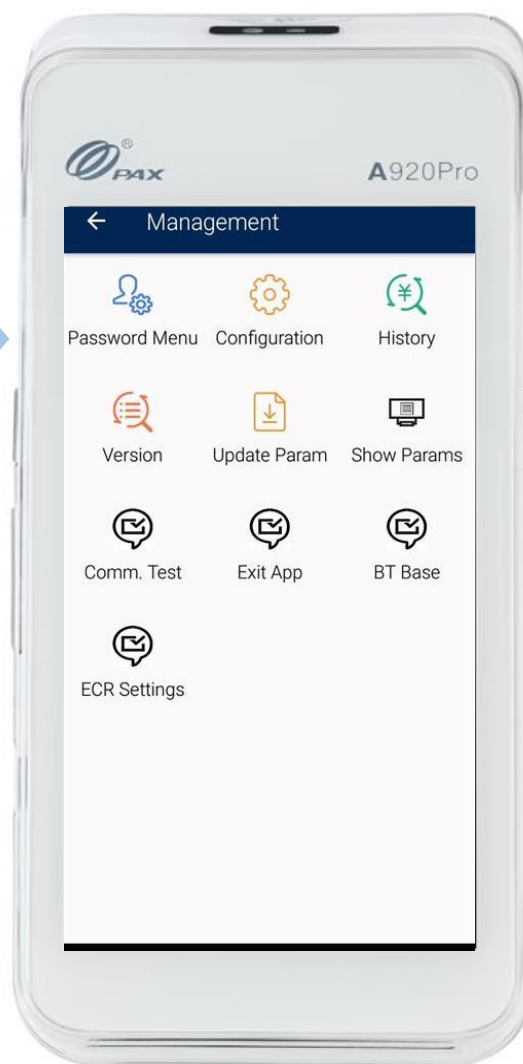 PAX®
A920Pro
Management
Password Menu Configuration History
Version Update Param Show Params
Comm. Test Exit App BT Base
ECR Settings